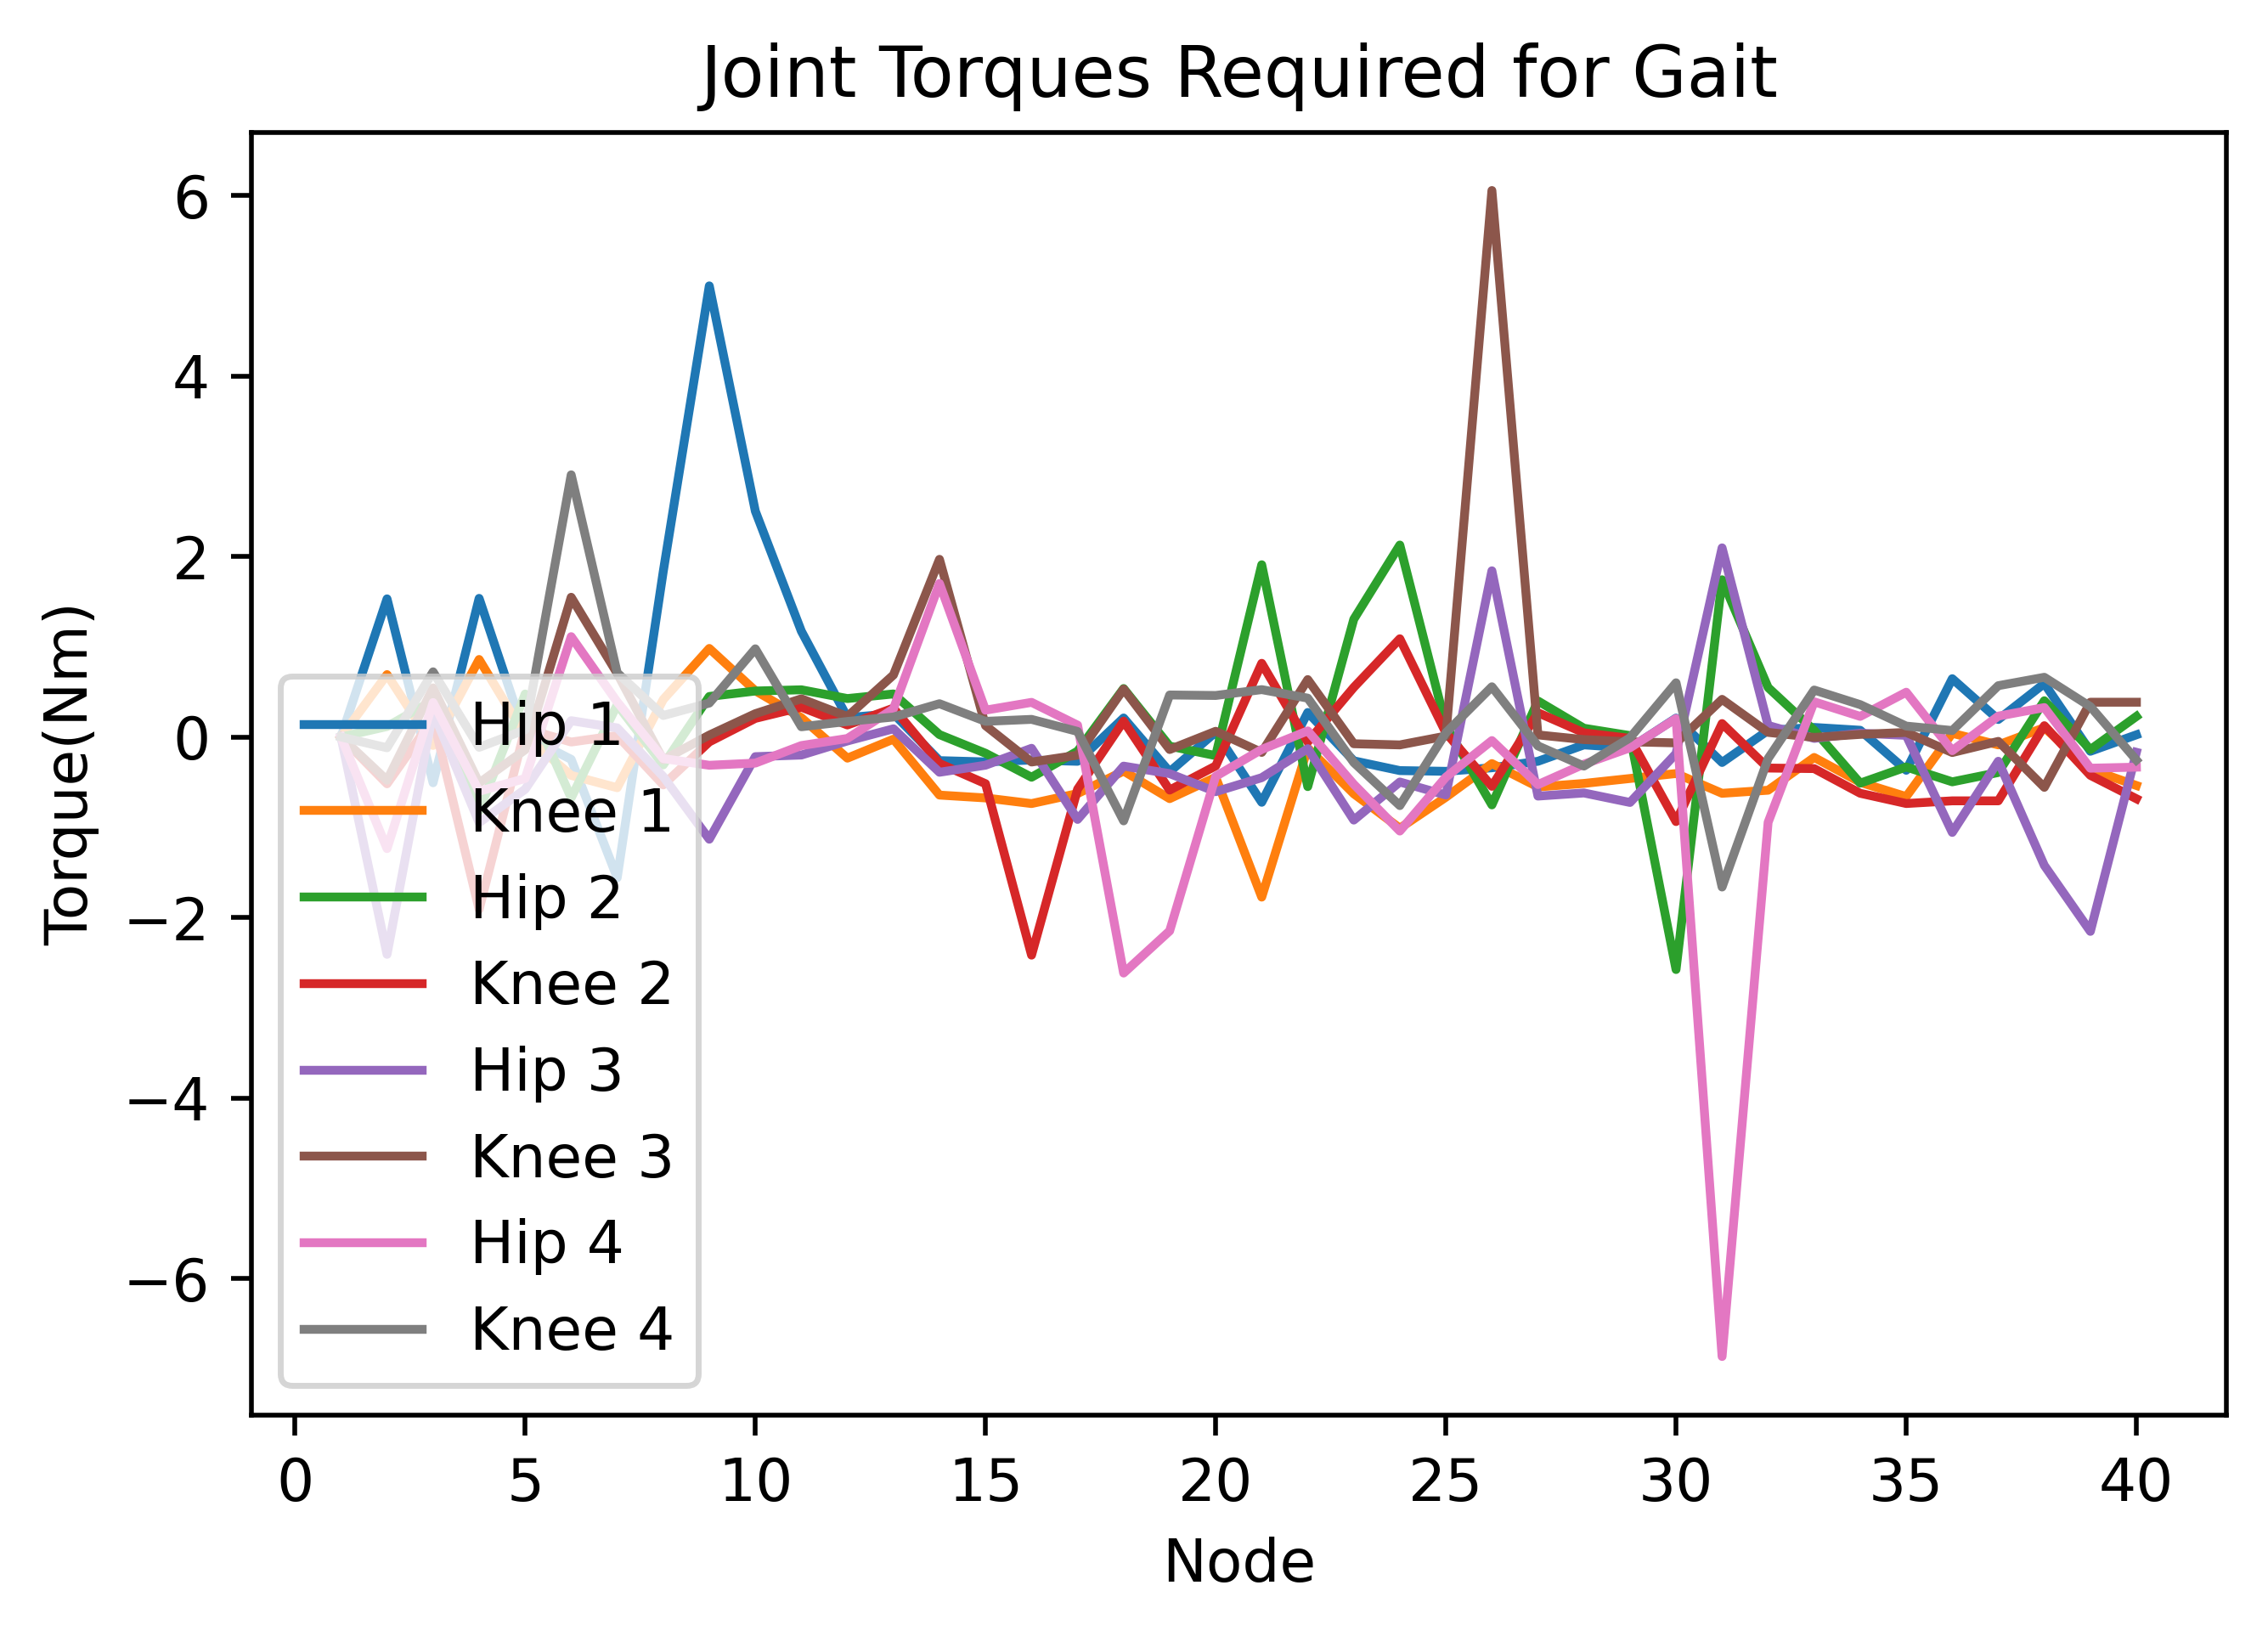 Joint Torques Required for Gait
Torque(Nm)
6
4
2
0
−2
−4
−6
Hip 1
Knee 1
Hip 2
Knee 2
Hip 3
Knee 3
Hip 4
Knee 4
0 5 10 15 20 25 30 35 40
Node